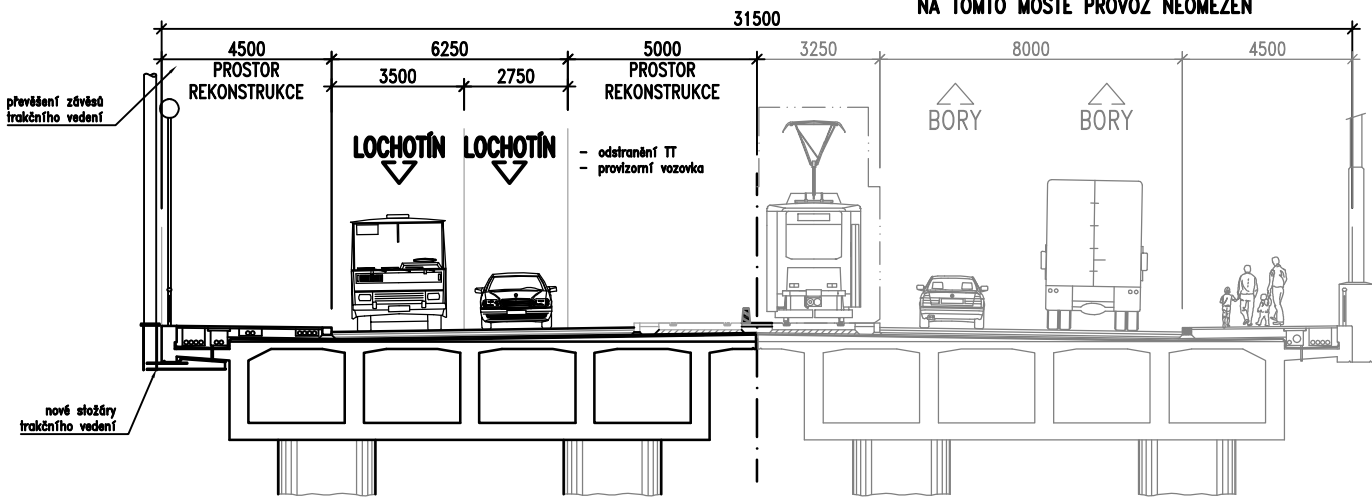 NA TOMTO MOSTĚ PROVOZ NEOMEZEN
31500
4500 6250 5000 3250 8000 4500
PROSTOR
REKONSTRUKCE
3500 2750
PROSTOR
REKONSTRUKCE
převěšení závěsů
trakčního vedení
LOCHOTÍN LOCHOTÍN
BORY BORY
- odstranění TT
- provizorní vozovka
nové stožáry
trakčního vedení